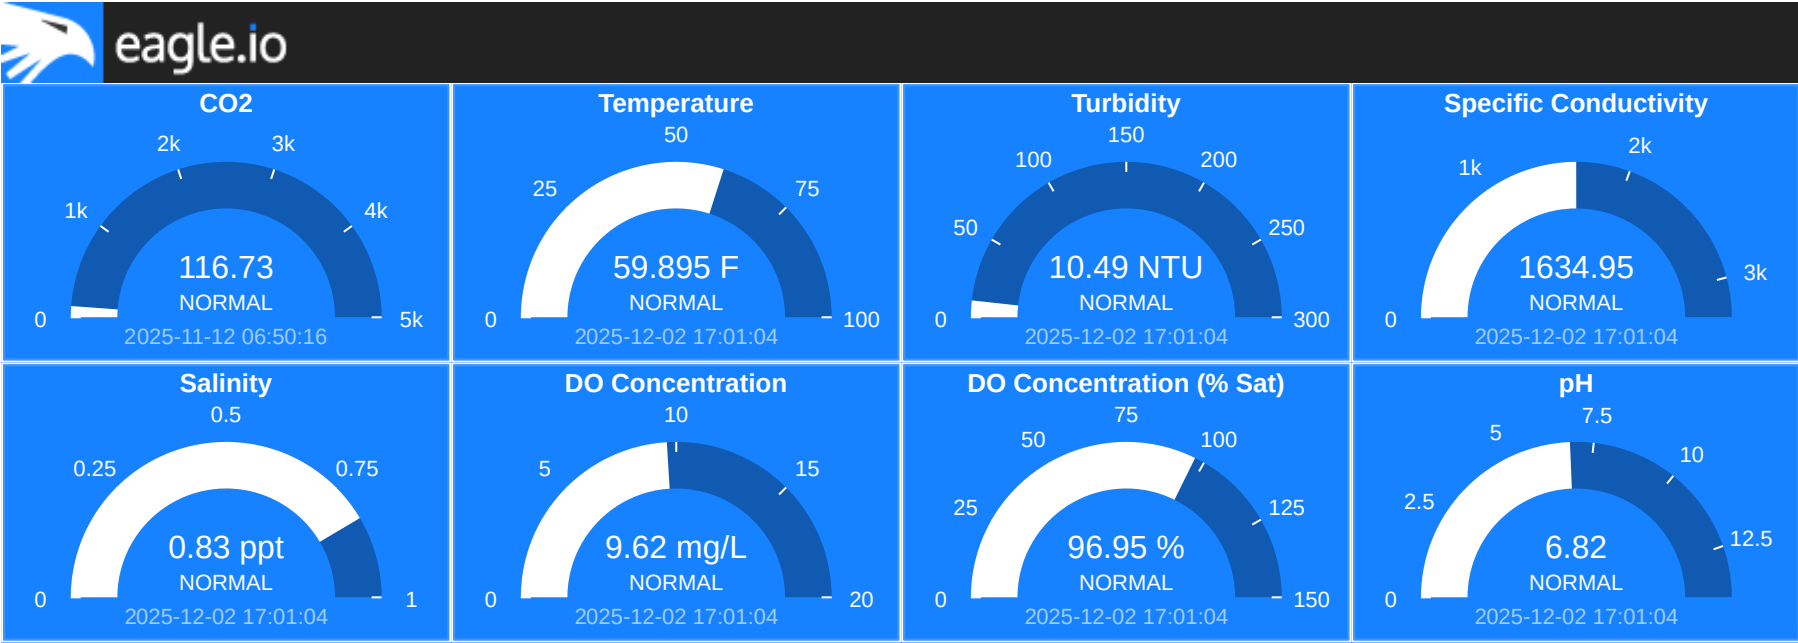 eagle.io
CO2
2k 3k
1k 4k
116.73
NORMAL
0 5k
2025-11-12 06:50:16
Temperature
50
25 75
59.895 F
NORMAL
0 100
2025-12-02 17:01:04
Turbidity
150
100 200
50 250
10.49 NTU
NORMAL
0 300
2025-12-02 17:01:04
Specific Conductivity
2k
1k
1634.95
3k
NORMAL
0
2025-12-02 17:01:04
Salinity
0.5
0.25 0.75
0.83 ppt
NORMAL
0 1
2025-12-02 17:01:04
DO Concentration
10
5 15
9.62 mg/L
NORMAL
0 20
2025-12-02 17:01:04
DO Concentration (% Sat)
75
50 100
25 125
96.95 %
NORMAL
0 150
2025-12-02 17:01:04
pH
7.5
5
10
2.5
12.5
6.82
NORMAL
0
2025-12-02 17:01:04